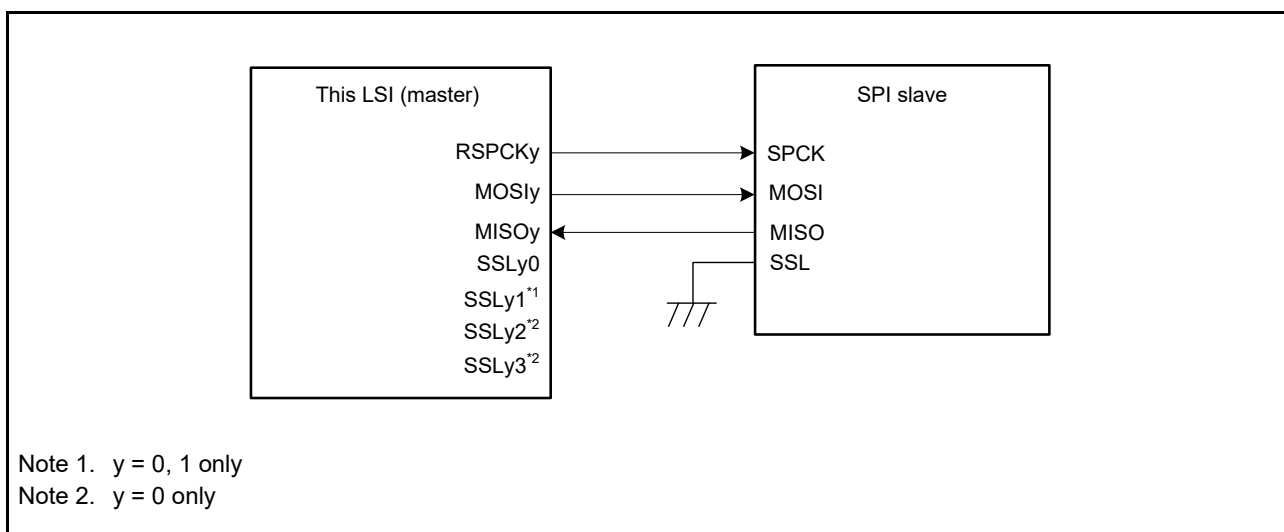 This LSI (master)
RSPCKy
MOSIy
MISOy
SSLy0
SSLy1*1
SSLy2*2
SSLy3*2
SPI slave
SPCK
MOSI
MISO
SSL
Note 1. y = 0, 1 only
Note 2. y = 0 only